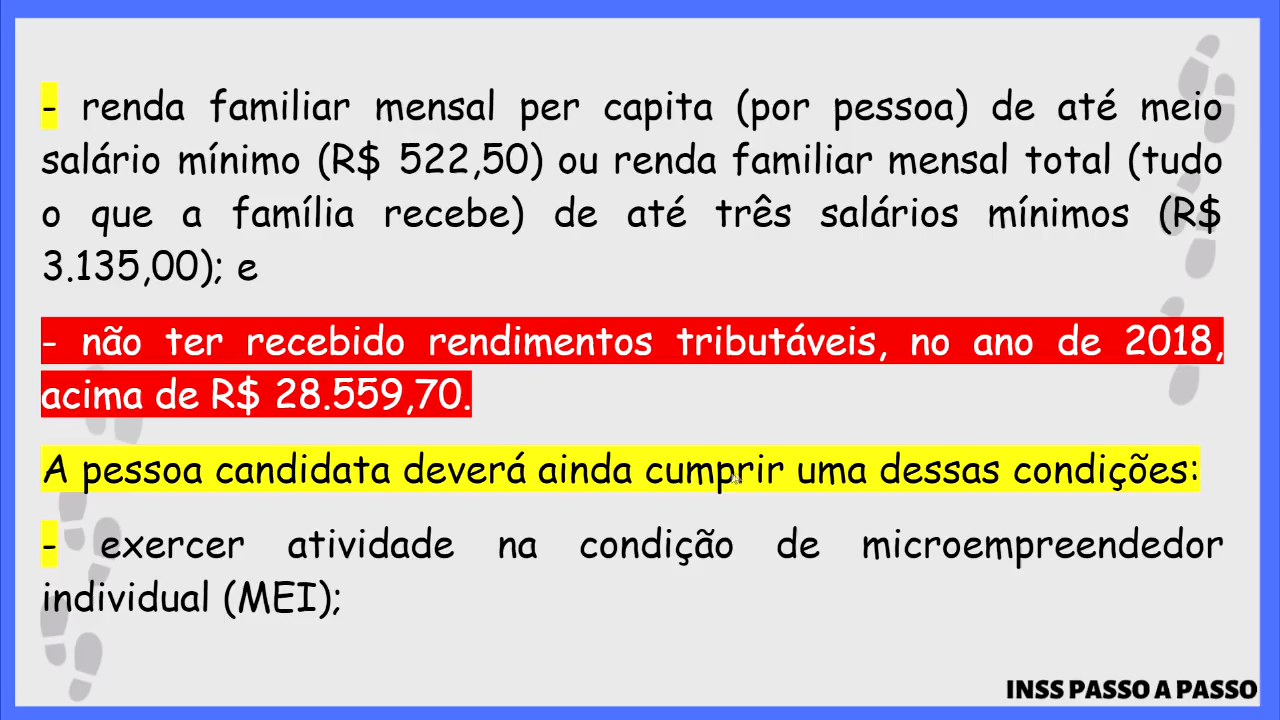 - renda familiar mensal per capita (por pessoa) de até meio
salário mínimo (R$ 522,50) ou renda familiar mensal total (tudo
o que a família recebe) de até três salários mínimos (R$
3.135,00); e
- não ter recebido rendimentos tributáveis, no ano de 2018,
acima de R$ 28.559,70.
A pessoa candidata deverá ainda cumprir uma dessas condições:
- exercer atividade na condição de microempreendedor
individual (MEI);
INSS PASSO A PASSO